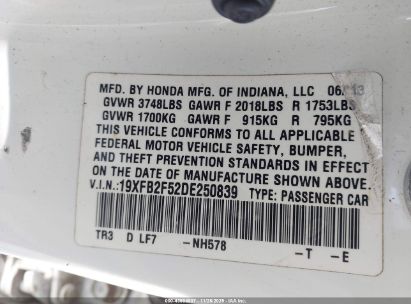 MFD. BY HONDA MFG. OF INDIANA, LLC
GVWR 3748LBS GAWR F 2018LBS R 1753LBS
GVWR 1700KG GAWR F 915KG R 795KG
THIS VEHICLE CONFORMS TO ALL APPLICABLE
FEDERAL MOTOR VEHICLE SAFETY, BUMPER,
AND THEFT PREVENTION STANDARDS IN EFFECT
ON THE DATE OF MANUFACTURE SHOWN ABOVE.
V.I.N.: 19XFB2F52DE250839 TYPE: PASSENGER CAR
TR3 D LF7 –NH578 –T –E